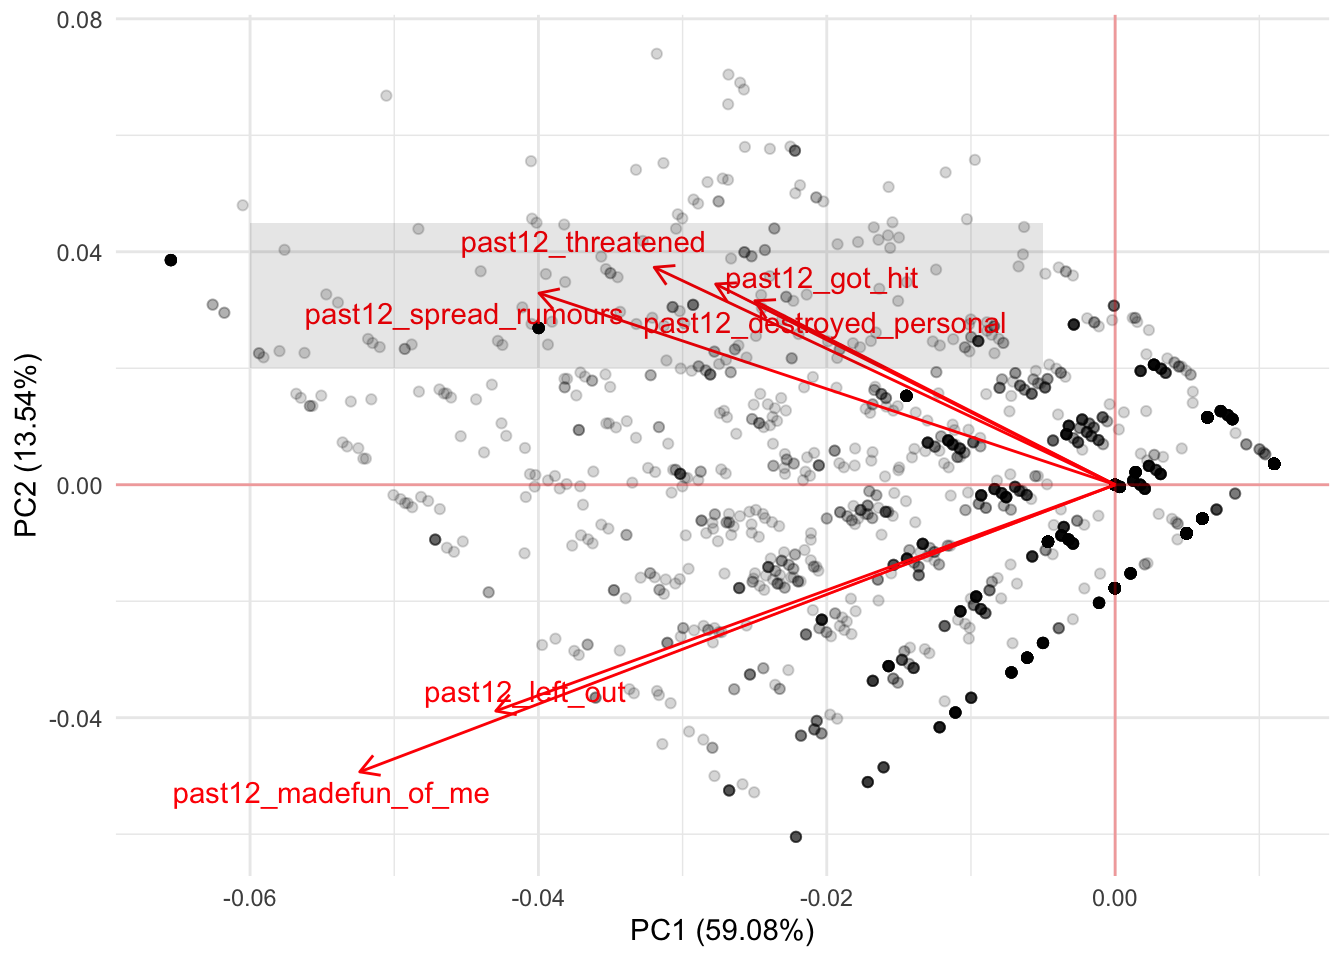 0.08
0.04
0.00
-0.04
PC2 (13.54%)
past12_threatened
past12_got_hit
past12_spread_rumours
past12_destroyed_personal
past12_left_out
past12_madefun_of_me
-0.06
-0.04
-0.02
0.00
PC1 (59.08%)